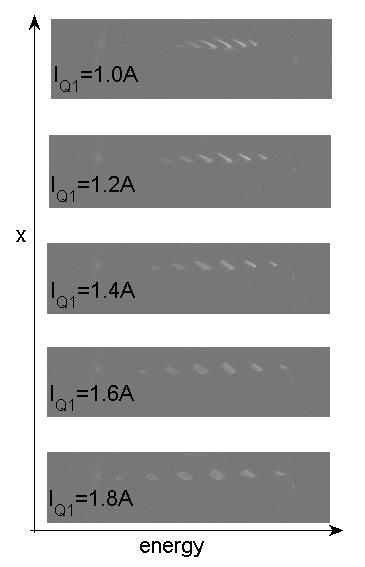 I_Q1=1.0A
I_Q1=1.2A
x
I_Q1=1.4A
I_Q1=1.6A
I_Q1=1.8A
energy